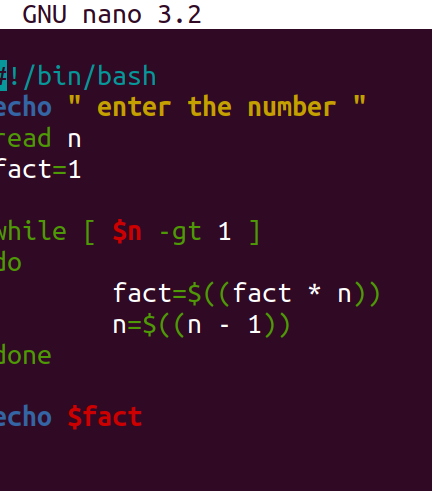 GNU nano 3.2
#!/bin/bash
echo " enter the number "
read n
fact=1
while [ $n -gt 1 ]
do
fact=$((fact * n))
n=$((n - 1))
done
echo $fact